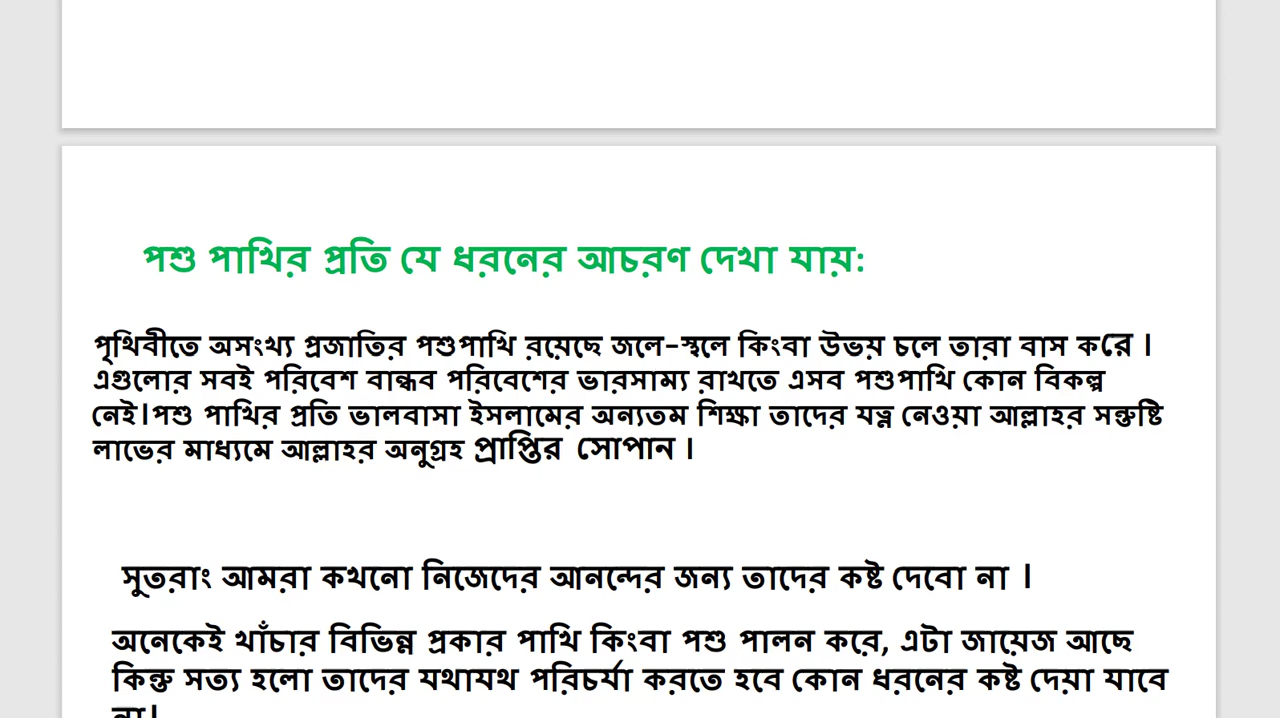 পশু পাখির প্রতি যে ধরনের আচরণ দেখা যায়:
পৃথিবীতে অসংখ্য প্রজাতির পশুপাখি রয়েছে জলে-স্থলে কিংবা উভয় চলে তারা বাস করে ।
এগুলোর সবই পরিবেশ বান্ধব পরিবেশের ভারসাম্য রাখতে এসব পশুপাখি কোন বিকল্প
নেই।পশু পাখির প্রতি ভালবাসা ইসলামের অন্যতম শিক্ষা তাদের যত্ন নেওয়া আল্লাহর সন্তুষ্টি
লাভের মাধ্যমে আল্লাহর অনুগ্রহ প্রাপ্তির সোপান ।
সুতরাং আমরা কখনো নিজেদের আনন্দের জন্য তাদের কষ্ট দেবো না ।
অনেকেই খাঁচার বিভিন্ন প্রকার পাখি কিংবা পশু পালন করে, এটা জায়েজ আছে
কিন্তু সত্য হলো তাদের যথাযথ পরিচর্যা করতে হবে কোন ধরনের কষ্ট দেয়া যাবে
না।